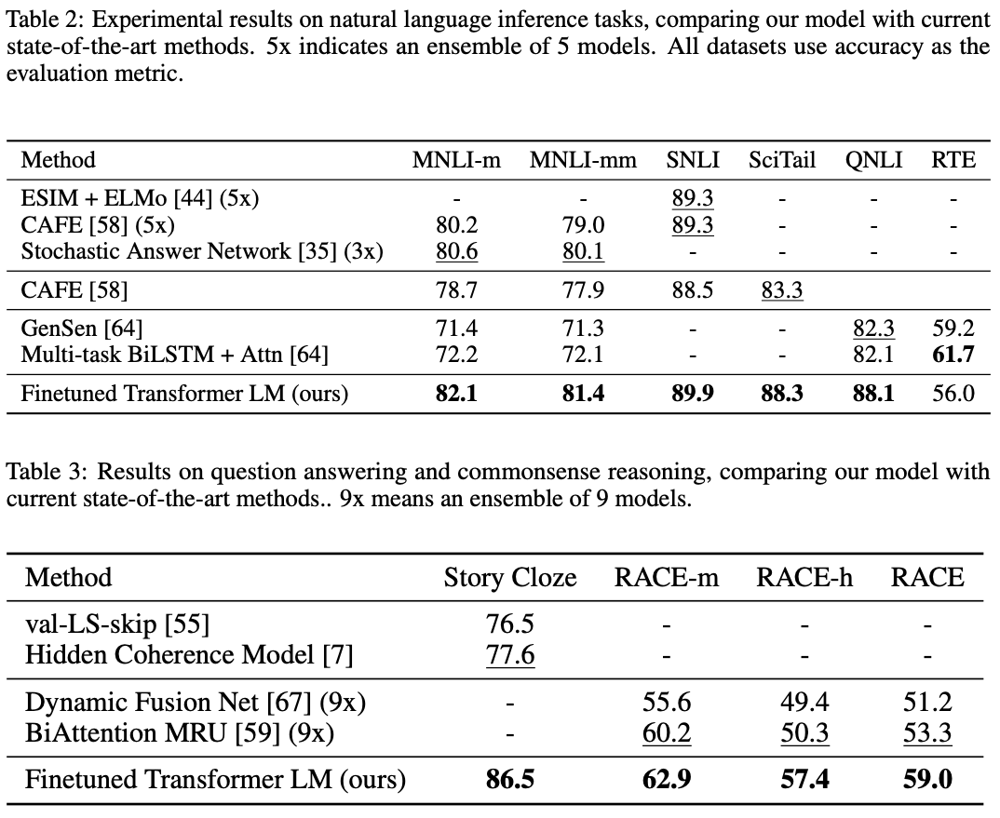 Table 2: Experimental results on natural language inference tasks, comparing our model with current
state-of-the-art methods. 5x indicates an ensemble of 5 models. All datasets use accuracy as the
evaluation metric.
Method MNLI-m MNLI-mm SNLI SciTail QNLI RTE
ESIM + ELMo [44] (5x) - - 89.3 - - -
CAFE [58] (5x) 80.2 79.0 89.3 - - -
Stochastic Answer Network [35] (3x) 80.6 80.1 - - - -
CAFE [58] 78.7 77.9 88.5 83.3
GenSen [64] 71.4 71.3 - - 82.3 59.2
Multi-task BiLSTM + Attn [64] 72.2 72.1 - - 82.1 61.7
Finetuned Transformer LM (ours) 82.1 81.4 89.9 88.3 88.1 56.0
Table 3: Results on question answering and commonsense reasoning, comparing our model with
current state-of-the-art methods.. 9x means an ensemble of 9 models.
Method Story Cloze RACE-m RACE-h RACE
val-LS-skip [55] 76.5 - - -
Hidden Coherence Model [7] 77.6 - - -
Dynamic Fusion Net [67] (9x) - 55.6 49.4 51.2
BiAttention MRU [59] (9x) - 60.2 50.3 53.3
Finetuned Transformer LM (ours) 86.5 62.9 57.4 59.0